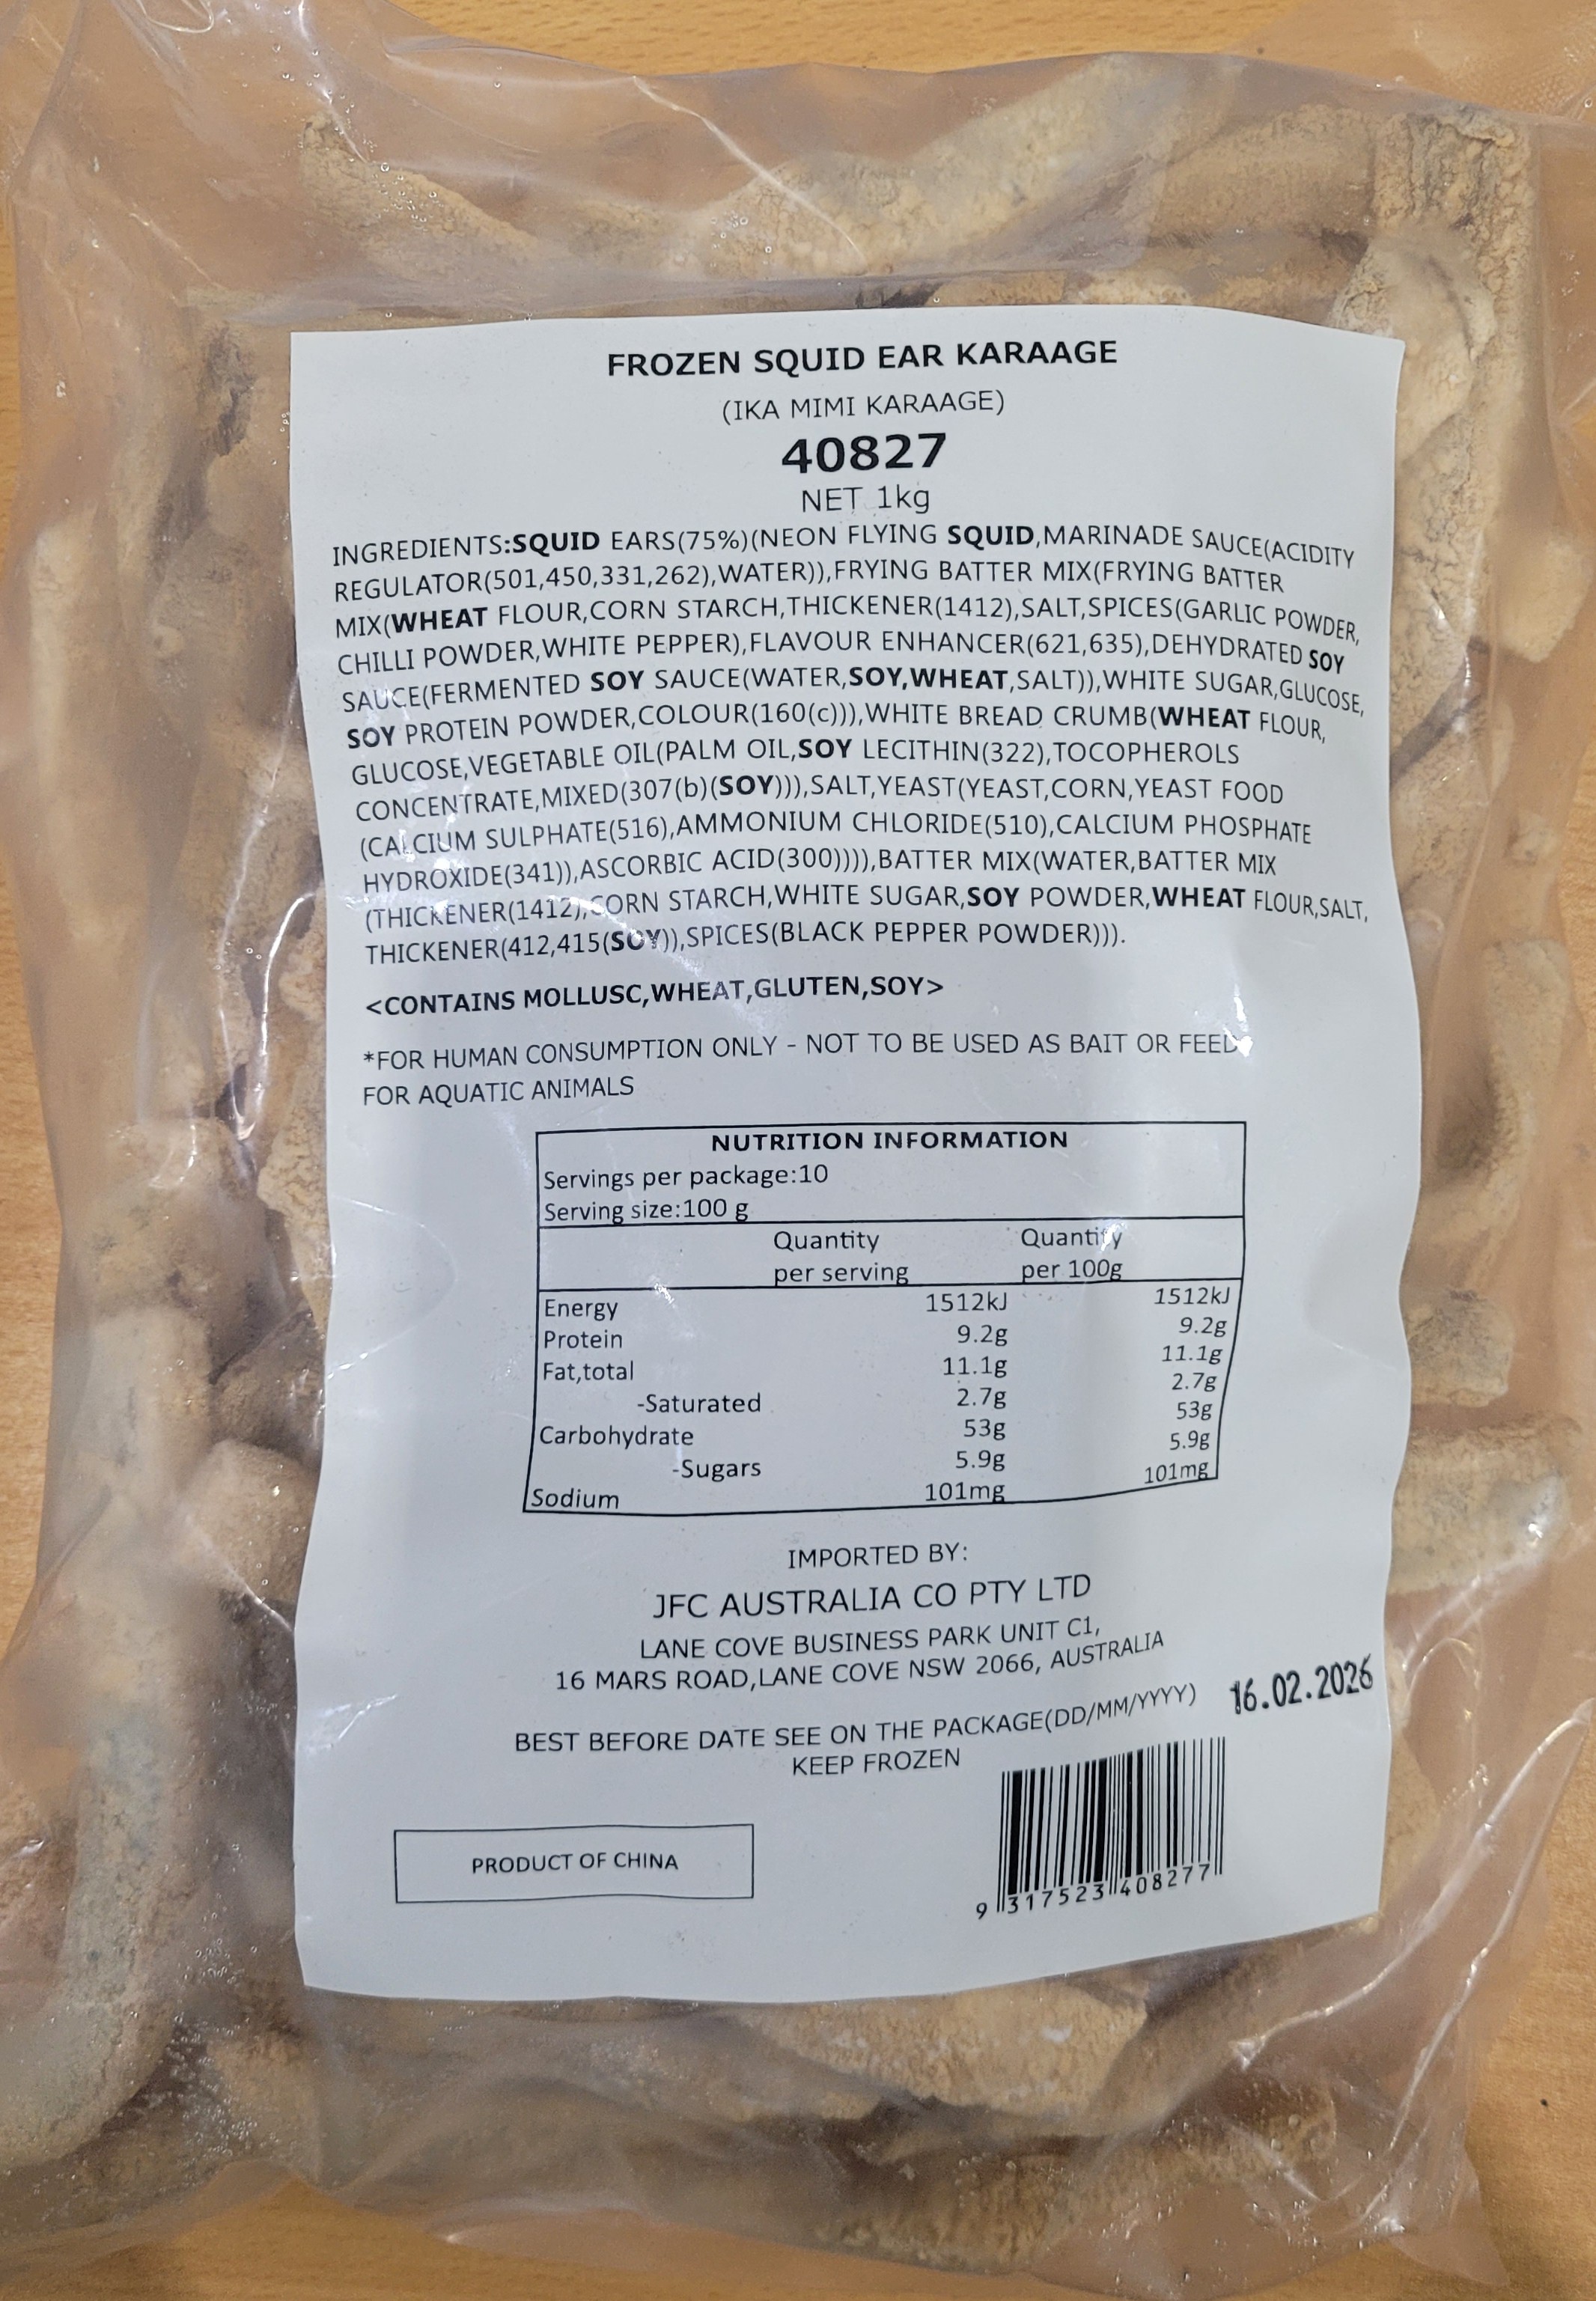 FROZEN SQUID EAR KARAAGE
(IKA MIMI KARAAGE)
40827
NET 1kg
INGREDIENTS:SQUID EARS(75%)(NEON FLYING SQUID,MARINADE SAUCE(ACIDITY
REGULATOR(501,450,331,262),WATER)),FRYING BATTER MIX(FRYING BATTER
MIX(WHEAT FLOUR,CORN STARCH,THICKENER(1412),SALT,SPICES(GARLIC POWDER,
CHILLI POWDER,WHITE PEPPER),FLAVOUR ENHANCER(621,635),DEHYDRATED SOY
SAUCE(FERMENTED SOY SAUCE(WATER,SOY,WHEAT,SALT)),WHITE SUGAR,GLUCOSE,
SOY PROTEIN POWDER,COLOUR(160(c))),WHITE BREAD CRUMB(WHEAT FLOUR,
GLUCOSE,VEGETABLE OIL(PALM OIL,SOY LECITHIN(322),TOCOPHEROLS
CONCENTRATE,MIXED(307(b)(SOY))),SALT,YEAST(YEAST,CORN,YEAST FOOD
(CALCIUM SULPHATE(516),AMMONIUM CHLORIDE(510),CALCIUM PHOSPHATE
HYDROXIDE(341)),ASCORBIC ACID(300)))),BATTER MIX(WATER,BATTER MIX
(THICKENER(1412),CORN STARCH,WHITE SUGAR,SOY POWDER,WHEAT FLOUR,SALT,
THICKENER(412,415(SOY)),SPICES(BLACK PEPPER POWDER))).
<CONTAINS MOLLUSC,WHEAT,GLUTEN,SOY>
*FOR HUMAN CONSUMPTION ONLY - NOT TO BE USED AS BAIT OR FEED
FOR AQUATIC ANIMALS
NUTRITION INFORMATION
Servings per package:10
Serving size:100 g
Quantity per serving Quantity per 100g
Energy 1512kJ 1512kJ
Protein 9.2g 9.2g
Fat,total 11.1g 11.1g
-Saturated 2.7g 2.7g
Carbohydrate 53g 53g
-Sugars 5.9g 5.9g
Sodium 101mg 101mg
IMPORTED BY:
JFC AUSTRALIA CO PTY LTD
LANE COVE BUSINESS PARK UNIT C1,
16 MARS ROAD,LANE COVE NSW 2066, AUSTRALIA
BEST BEFORE DATE SEE ON THE PACKAGE(DD/MM/YYYY) 16.02.2026
KEEP FROZEN
PRODUCT OF CHINA
9 317523 408277